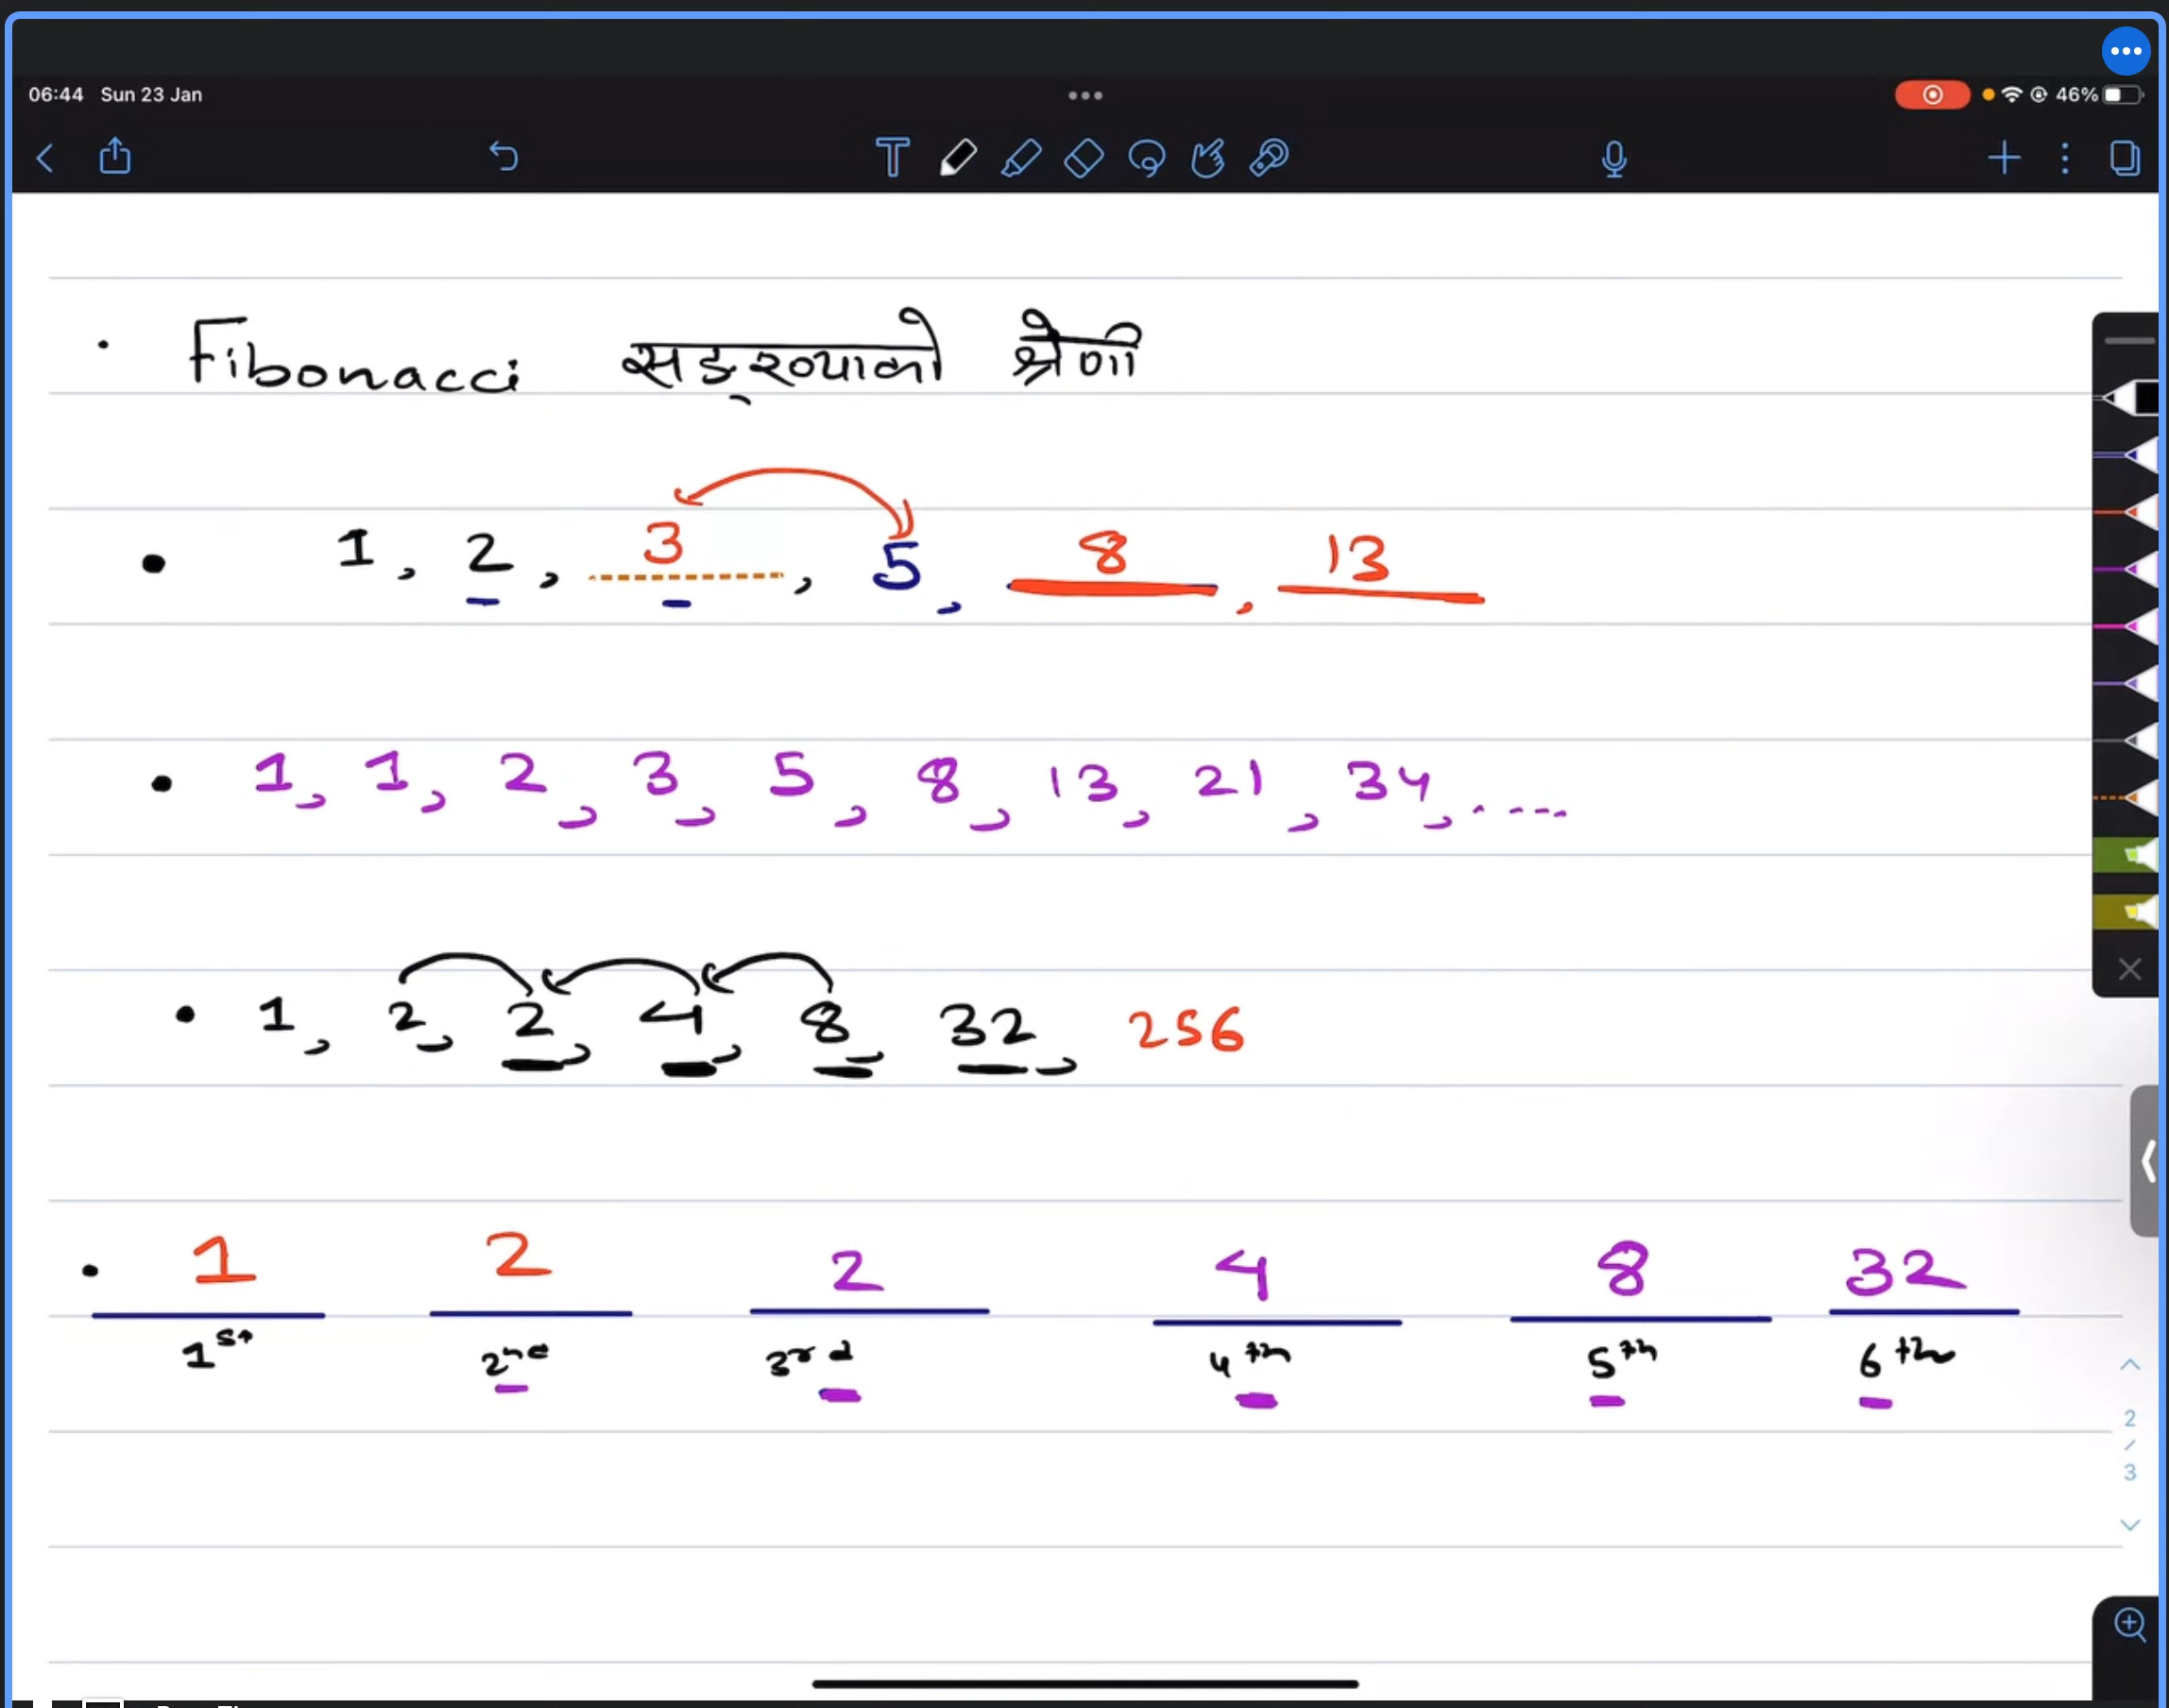 06:44 Sun 23 Jan
46%
Fibonacci सङ्ख्याको श्रेणी
1, 2, 3, 5, 8, 13
1, 1, 2, 3, 5, 8, 13, 21, 34, ....
1, 2, 2, 4, 8, 32, 256
1 2 2 4 8 32
1st 2nd 3rd 4th 5th 6th
2
/
3